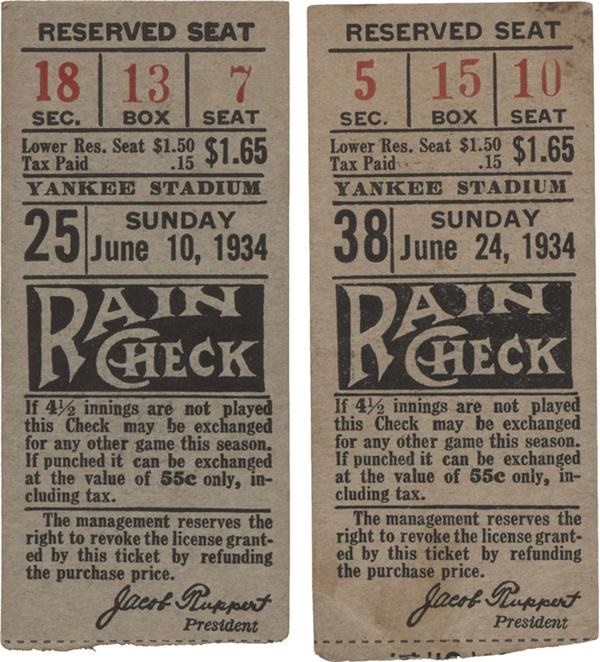 RESERVED SEAT
18 13 7
SEC. BOX SEAT
Lower Res. Seat $1.50
Tax Paid .15 $1.65
YANKEE STADIUM
25 SUNDAY
June 10, 1934
RAIN
CHECK
If 4½ innings are not played
this Check may be exchanged
for any other game this season.
If punched it can be exchanged
at the value of 55c only, in-
cluding tax.
The management reserves the
right to revoke the license grant-
ed by this ticket by refunding
the purchase price.
Jacob Ruppert
President
RESERVED SEAT
5 15 10
SEC. BOX SEAT
Lower Res. Seat $1.50
Tax Paid .15 $1.65
YANKEE STADIUM
38 SUNDAY
June 24, 1934
RAIN
CHECK
If 4½ innings are not played
this Check may be exchanged
for any other game this season.
If punched it can be exchanged
at the value of 55c only, in-
cluding tax.
The management reserves the
right to revoke the license grant-
ed by this ticket by refunding
the purchase price.
Jacob Ruppert
President